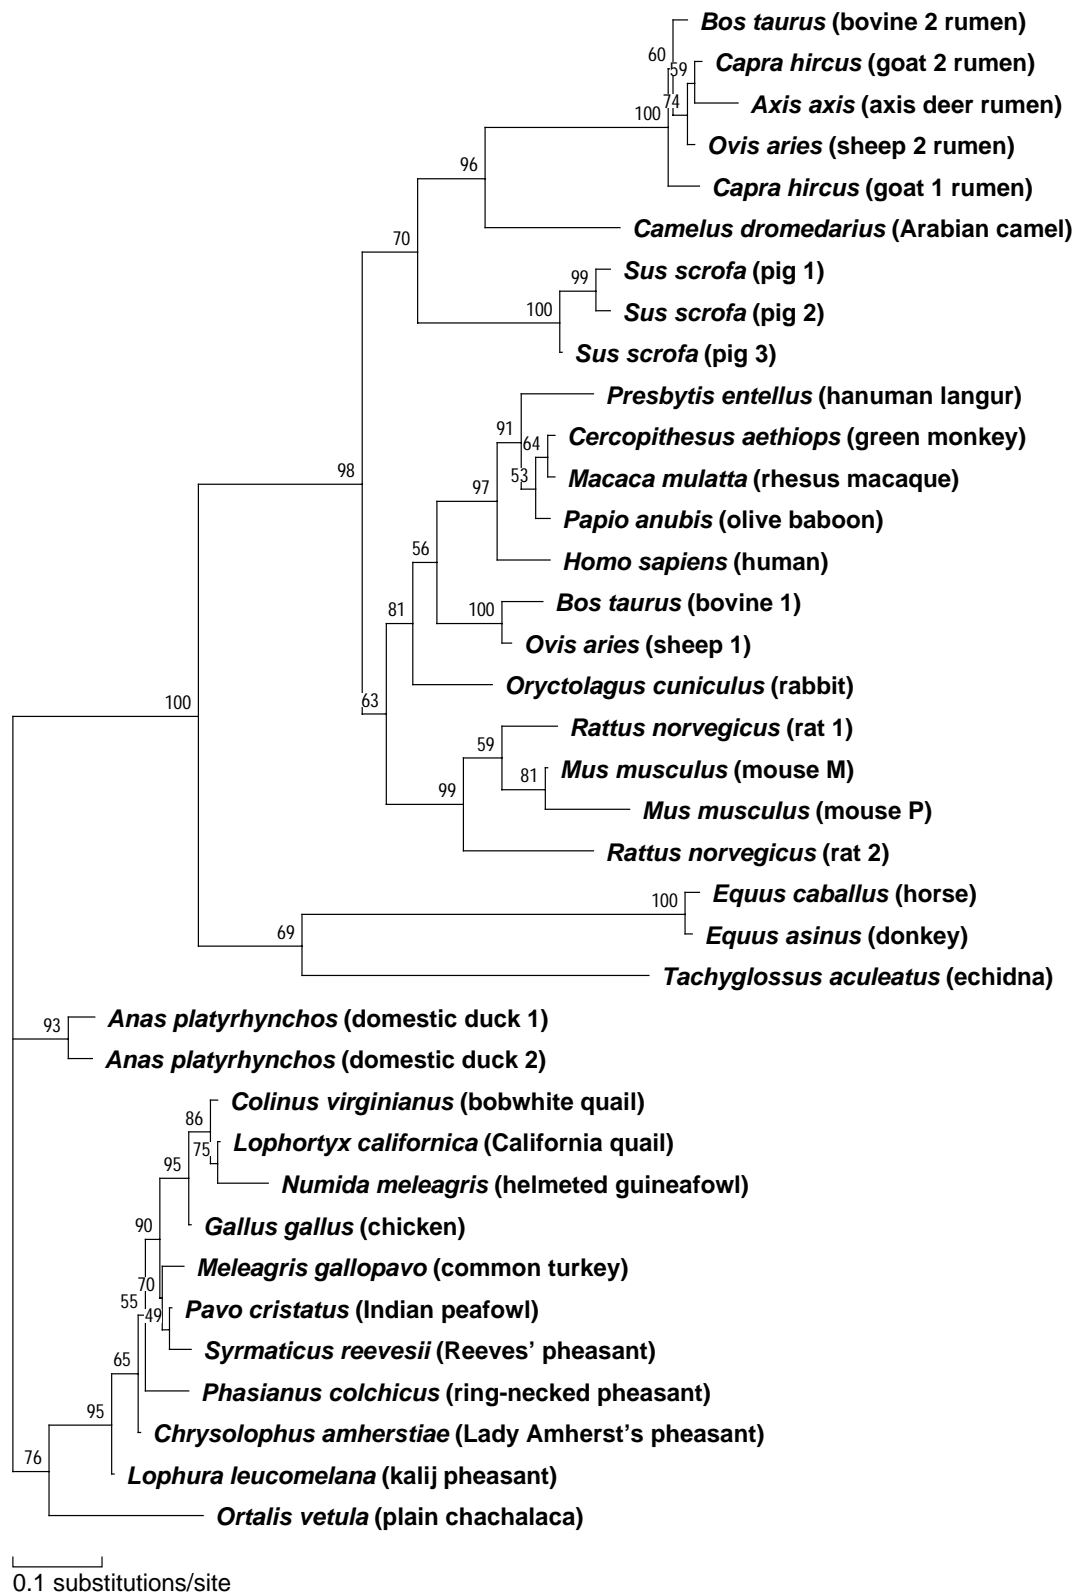 Bos taurus (bovine 2 rumen)
60
59
Capra hircus (goat 2 rumen)
74
Axis axis (axis deer rumen)
100
Ovis aries (sheep 2 rumen)
96
Capra hircus (goat 1 rumen)
70
Camelus dromedarius (Arabian camel)
99
Sus scrofa (pig 1)
100
Sus scrofa (pig 2)
Sus scrofa (pig 3)
Presbytis entellus (hanuman langur)
91
64
Cercopithesus aethiops (green monkey)
98
97
53
Macaca mulatta (rhesus macaque)
Papio anubis (olive baboon)
56
Homo sapiens (human)
81
100
Bos taurus (bovine 1)
Ovis aries (sheep 1)
Oryctolagus cuniculus (rabbit)
100
63
Rattus norvegicus (rat 1)
59
81
Mus musculus (mouse M)
99
Mus musculus (mouse P)
Rattus norvegicus (rat 2)
100
Equus caballus (horse)
69
Equus asinus (donkey)
Tachyglossus aculeatus (echidna)
93
Anas platyrhynchos (domestic duck 1)
Anas platyrhynchos (domestic duck 2)
Colinus virginianus (bobwhite quail)
86
75
Lophortyx californica (California quail)
95
Numida meleagris (helmeted guineafowl)
90
Gallus gallus (chicken)
70
Meleagris gallopavo (common turkey)
55
49
Pavo cristatus (Indian peafowl)
65
Syrmaticus reevesii (Reeves’ pheasant)
Phasianus colchicus (ring-necked pheasant)
95
Chrysolophus amherstiae (Lady Amherst's pheasant)
76
Lophura leucomelana (kalij pheasant)
Ortalis vetula (plain chachalaca)
0.1 substitutions/site